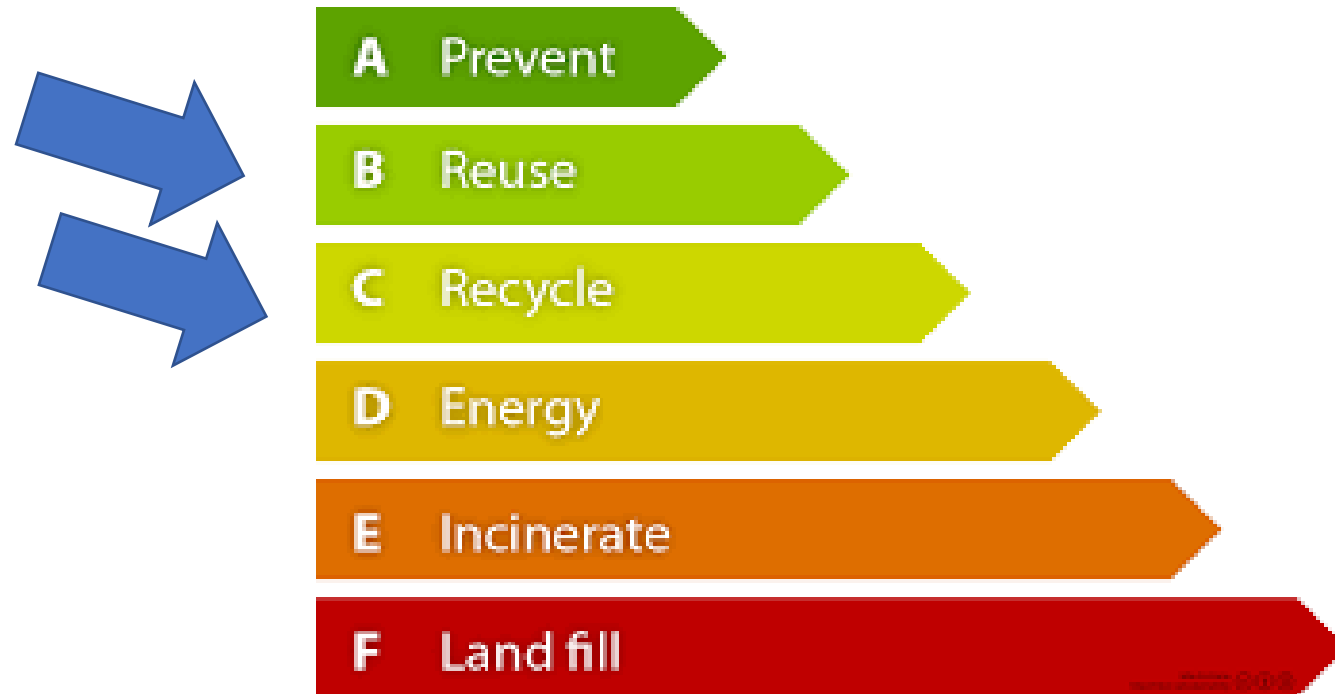 A Prevent
B Reuse
C Recycle
D Energy
E Incinerate
F Land fill